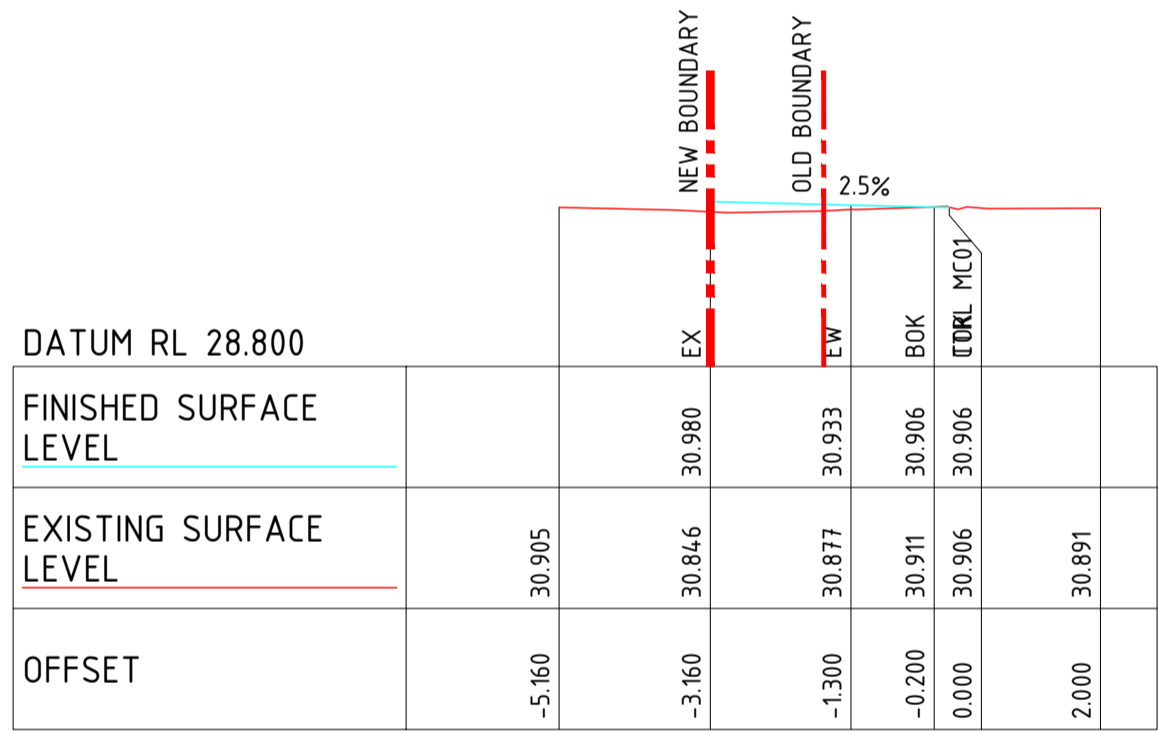 NEW BOUNDARY
OLD BOUNDARY
2.5%
DATUM RL 28.800
EX
EW
BOK
MC01
FINISHED SURFACE
LEVEL
30.980
30.933
30.906
30.906
EXISTING SURFACE
LEVEL
30.905
30.846
30.877
30.911
30.906
30.891
OFFSET
-5.160
-3.160
-1.300
-0.200
0.000
2.000